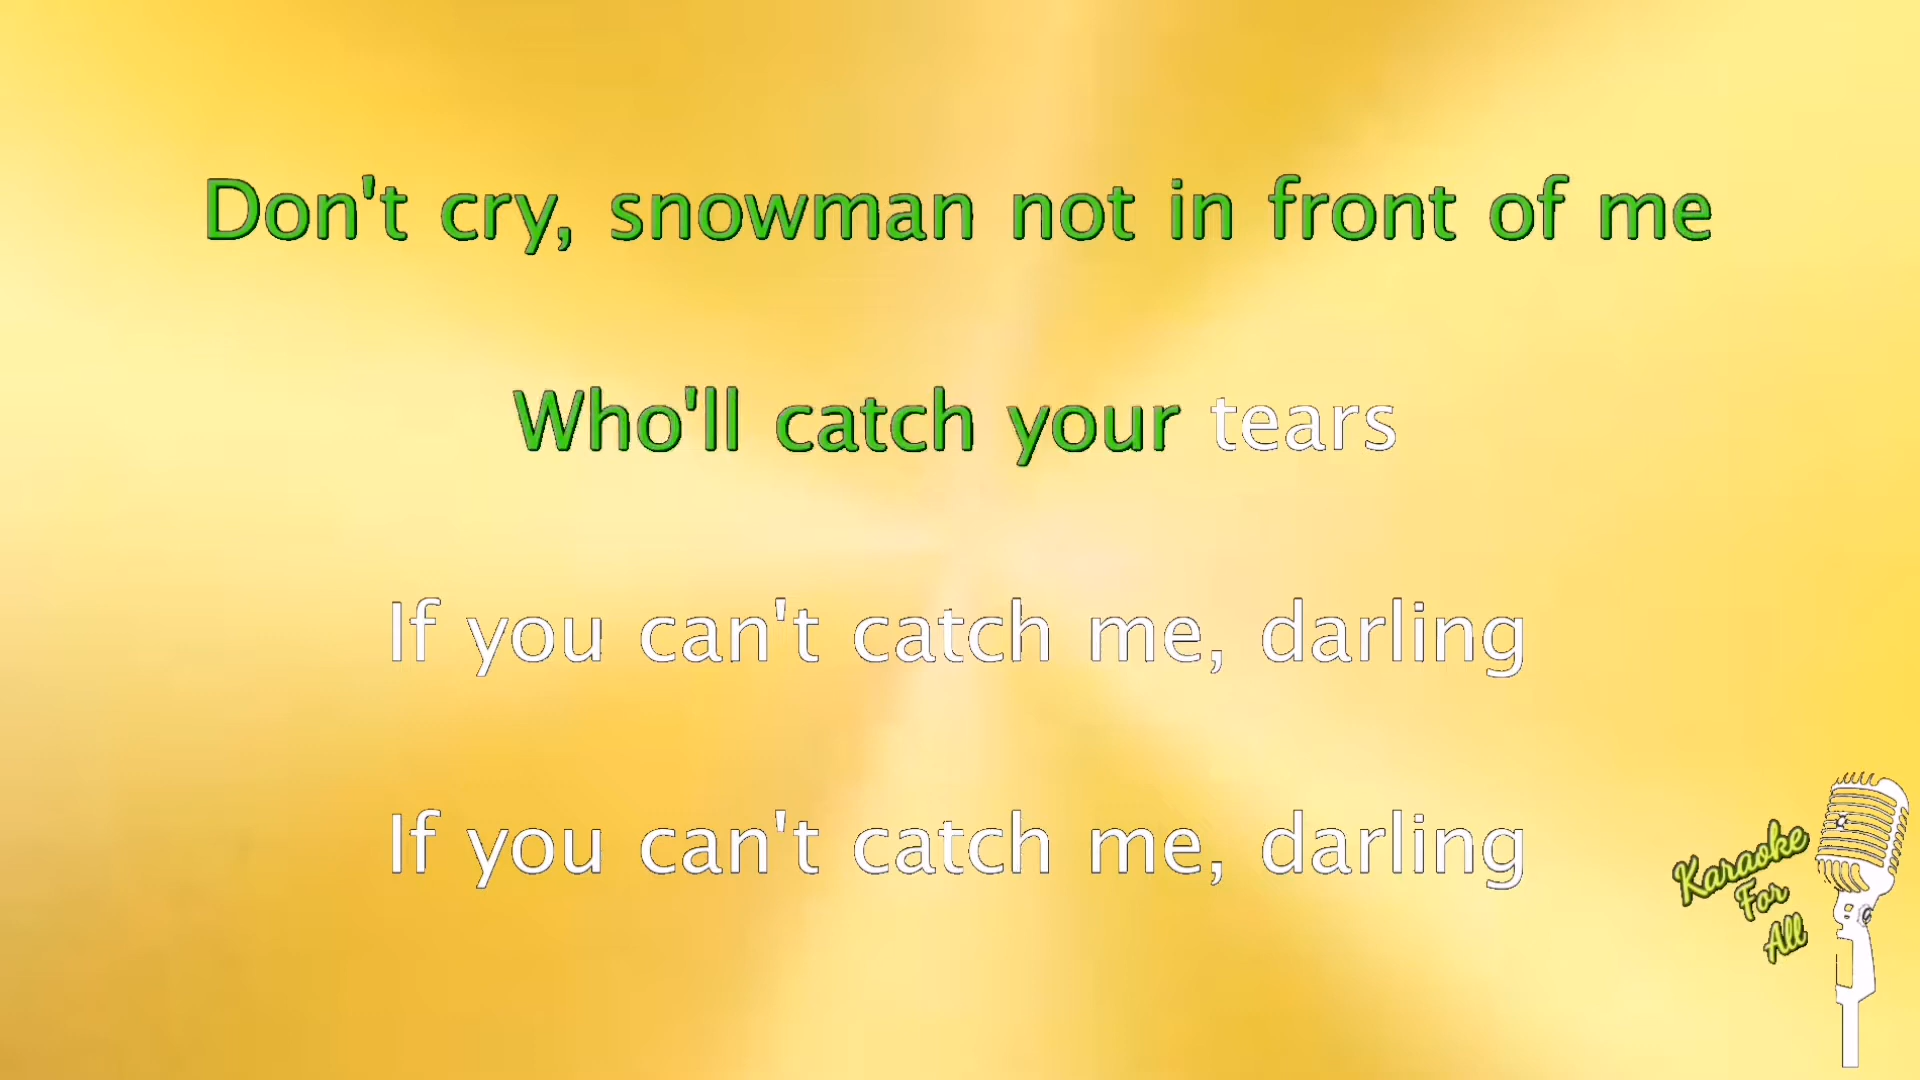 Don't cry, snowman not in front of me
Who'll catch your tears
If you can't catch me, darling
If you can't catch me, darling
Karaoke
For
All